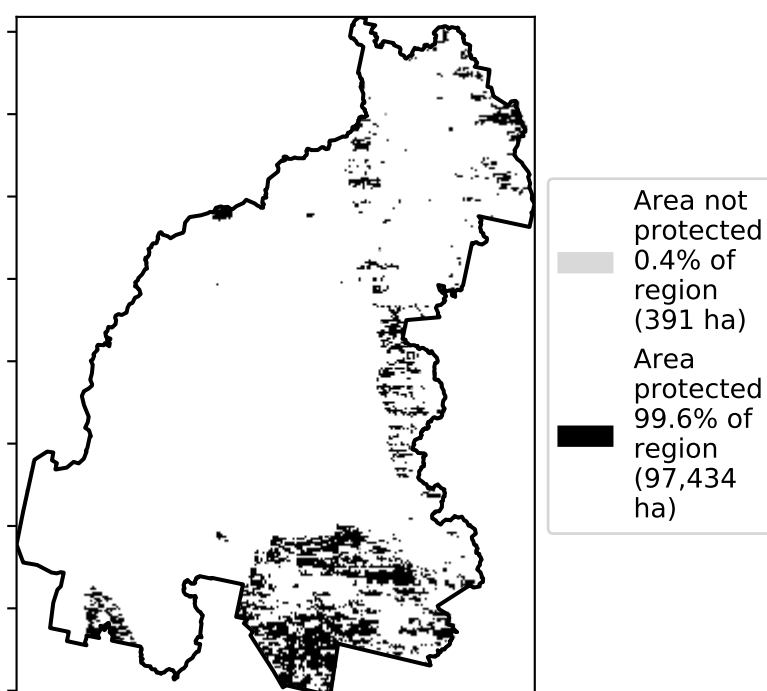 Area not
protected
0.4% of
region
(391 ha)
Area
protected
99.6% of
region
(97,434
ha)